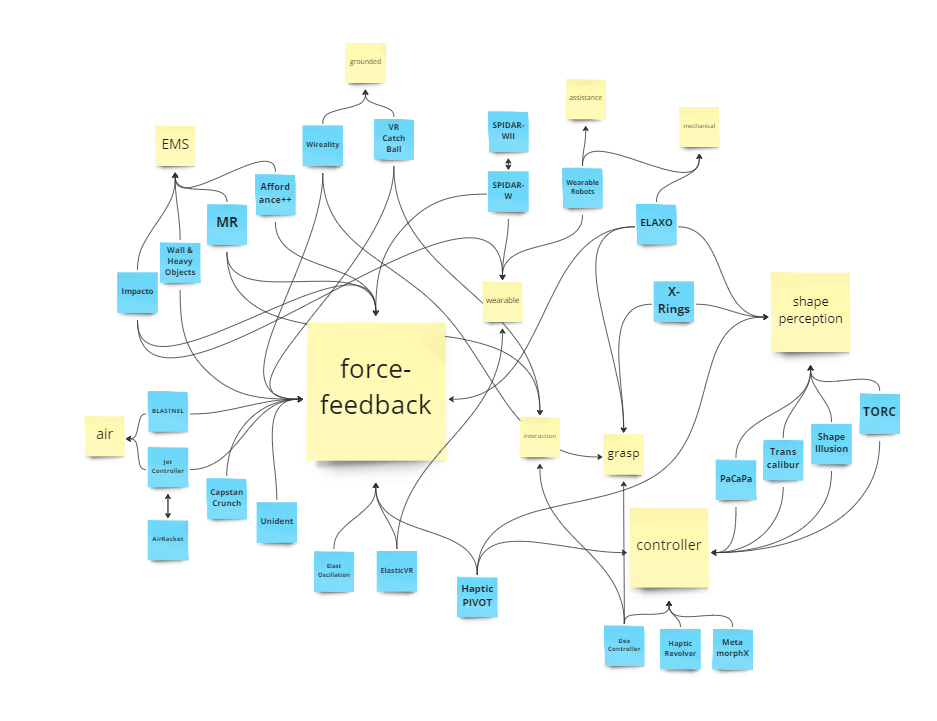 grounded
assistance
mechanical
EMS
Wireality
VR
Catch
Ball
SPIDAR-
WII
SPIDAR-
W
Wearable
Robots
Afford
ance++
MR
ELAXO
Wall &
Heavy
Objects
Impacto
wearable
X-
Rings
shape
perception
force-
feedback
BLASTNEL
air
Jet
Controller
AirRacket
Capstan
Crunch
Unident
interaction
grasp
PaCaPa
Trans
calibur
Shape
Illusion
TORC
controller
Elast
Oscillation
ElasticVR
Haptic
PIVOT
Dex
Controller
Haptic
Revolver
Meta
morphX